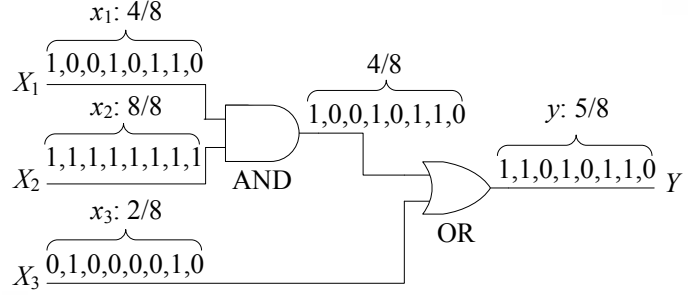 x₁: 4/8
1,0,0,1,0,1,1,0
X₁
x₂: 8/8
1,1,1,1,1,1,1,1
X₂
AND
4/8
1,0,0,1,0,1,1,0
x₃: 2/8
0,1,0,0,0,0,1,0
X₃
OR
y: 5/8
1,1,0,1,0,1,1,0
Y